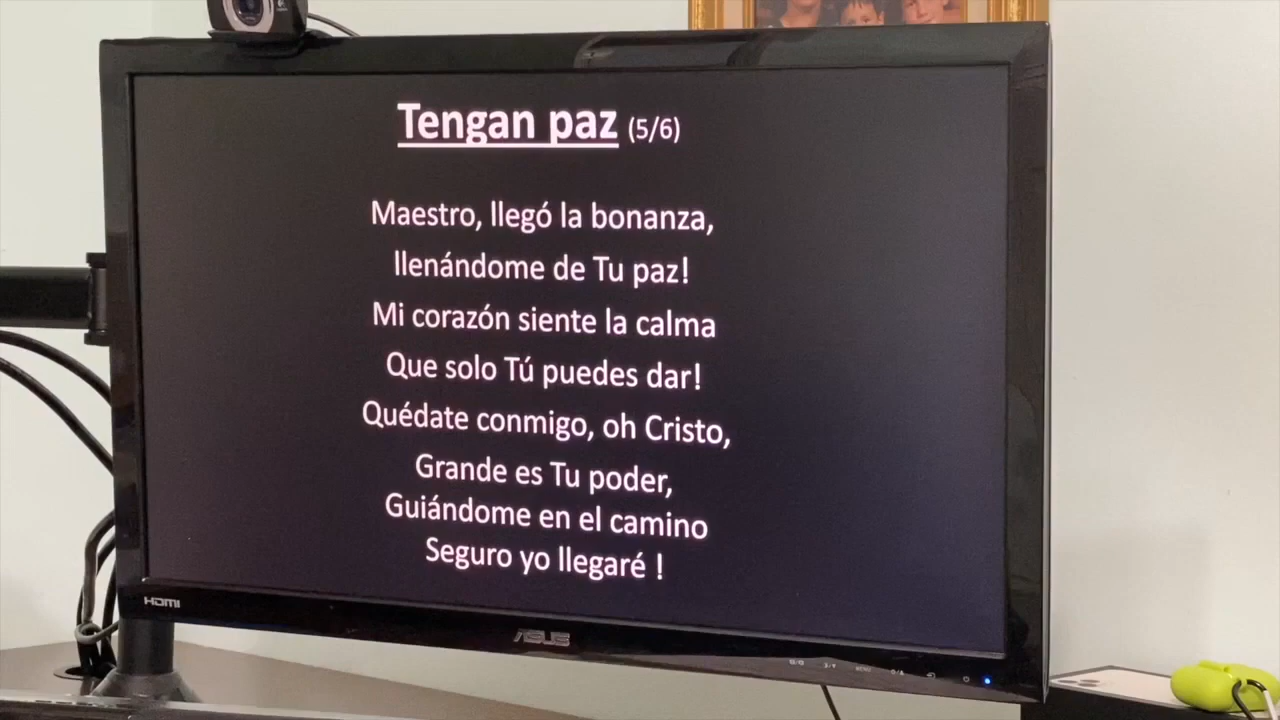 Tengan paz (5/6)
Maestro, llegó la bonanza,
llenándome de Tu paz!
Mi corazón siente la calma
Que solo Tú puedes dar!
Quédate conmigo, oh Cristo,
Grande es Tu poder,
Guiándome en el camino
Seguro yo llegaré !
HDMI
ASUS